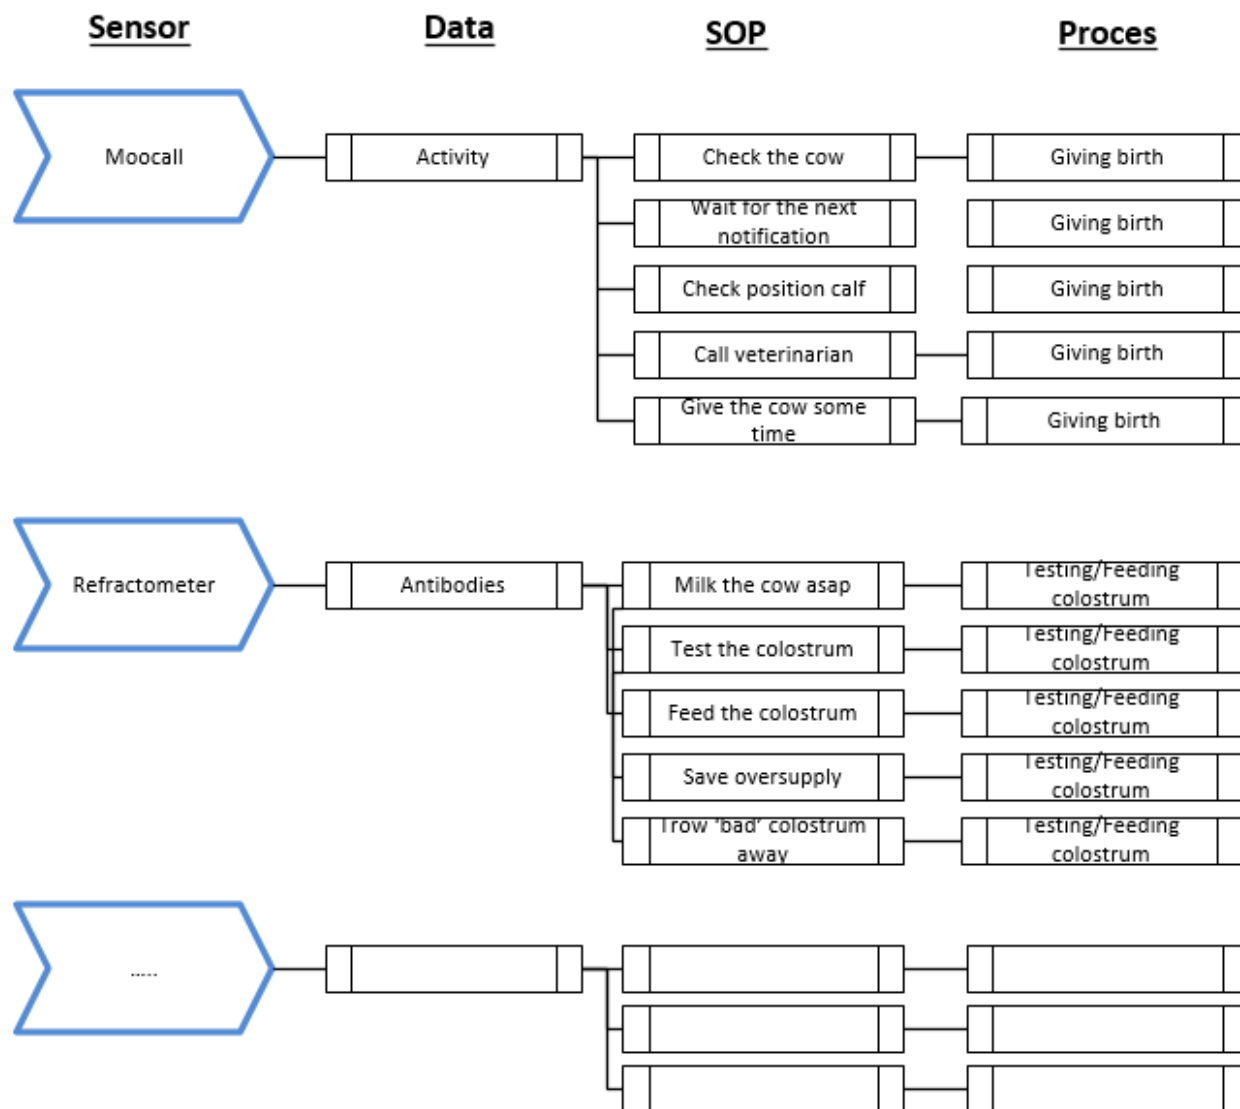 Sensor Data SOP Proces
Moocall Activity Check the cow Giving birth
Wait for the next
notification
Giving birth
Check position calf Giving birth
Call veterinarian Giving birth
Give the cow some
time
Giving birth
Refractometer Antibodies Milk the cow asap Testing/Feeding
colostrum
Test the colostrum Testing/Feeding
colostrum
Feed the colostrum Testing/Feeding
colostrum
Save oversupply Testing/Feeding
colostrum
Trow ‘bad’ colostrum
away
Testing/Feeding
colostrum
.....